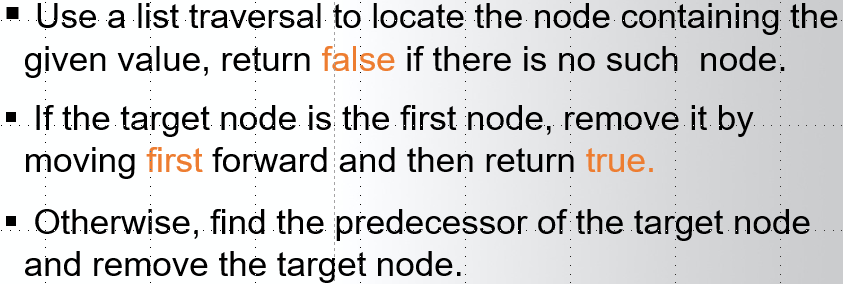 ▪ Use a list traversal to locate the node containing the
given value, return false if there is no such node.
▪ If the target node is the first node, remove it by
moving first forward and then return true.
▪ Otherwise, find the predecessor of the target node
and remove the target node.